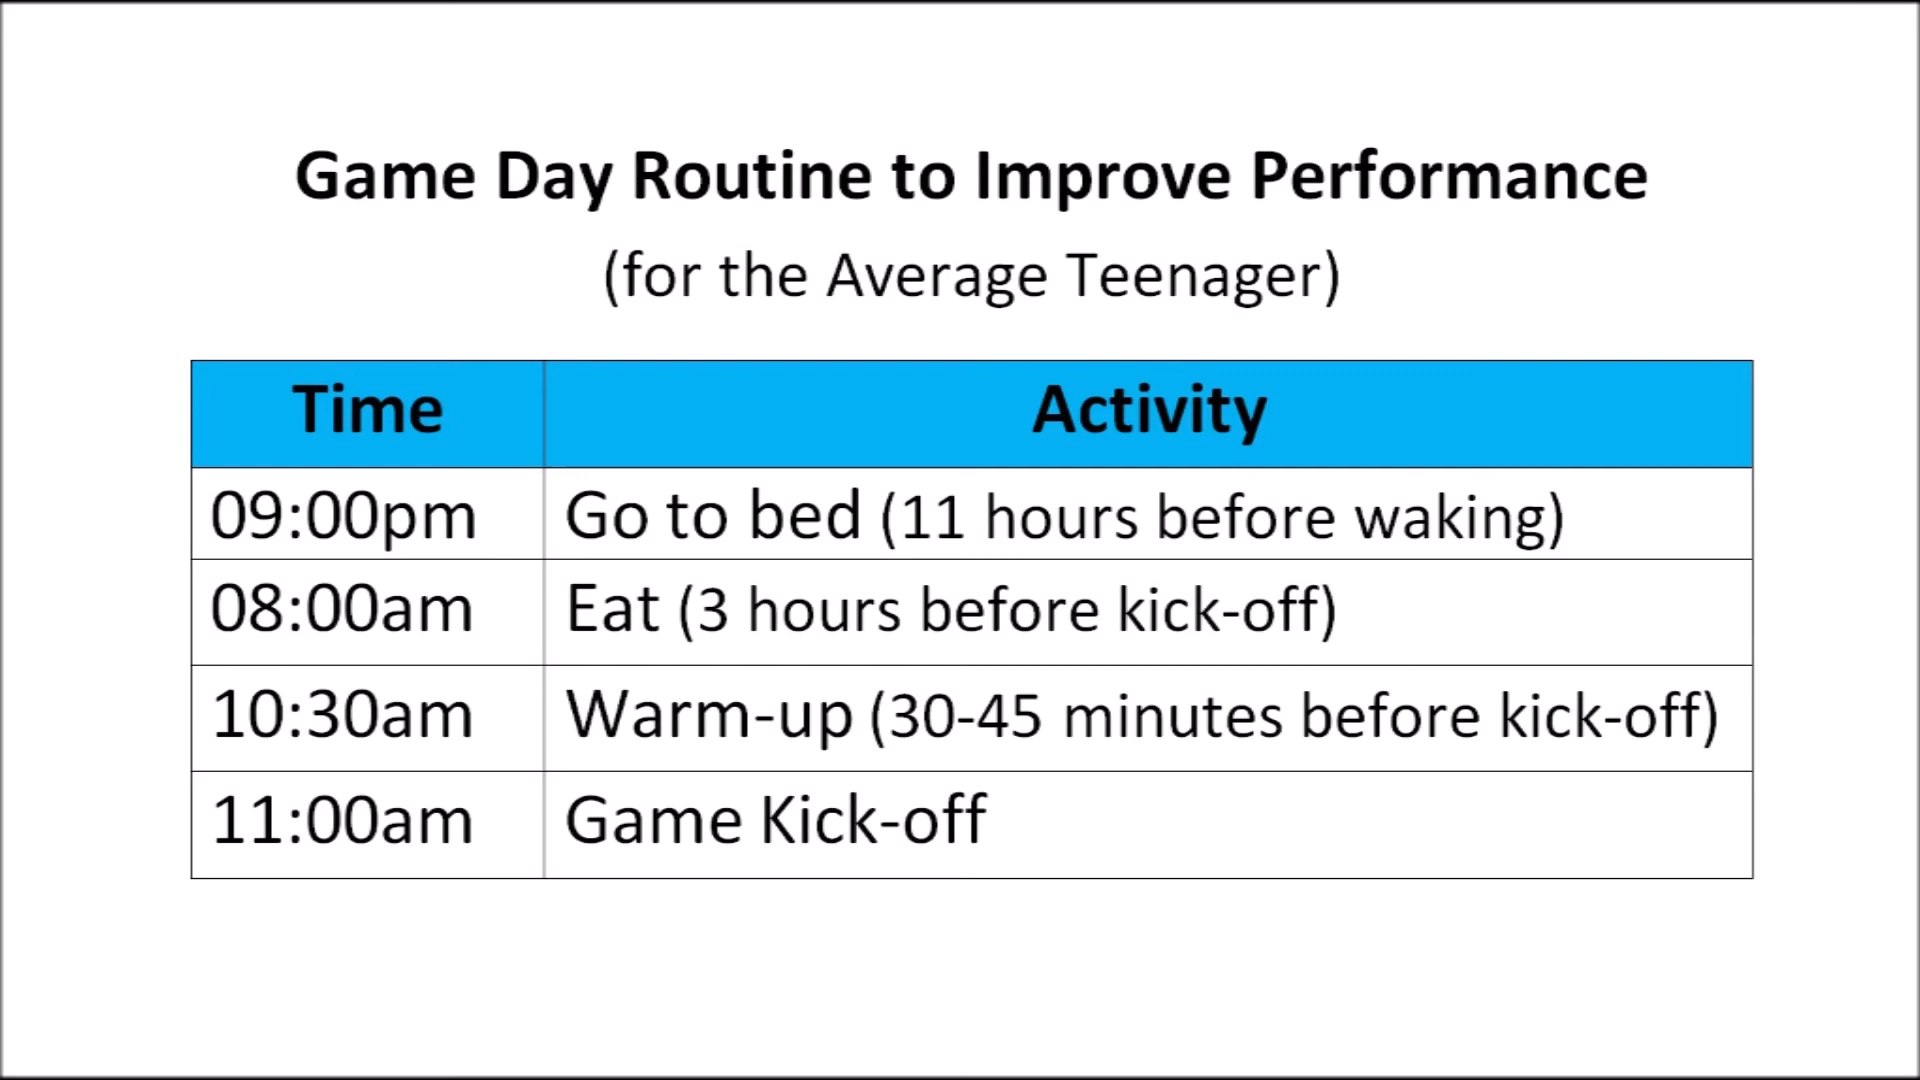 Game Day Routine to Improve Performance
(for the Average Teenager)
Time Activity
09:00pm Go to bed (11 hours before waking)
08:00am Eat (3 hours before kick-off)
10:30am Warm-up (30-45 minutes before kick-off)
11:00am Game Kick-off